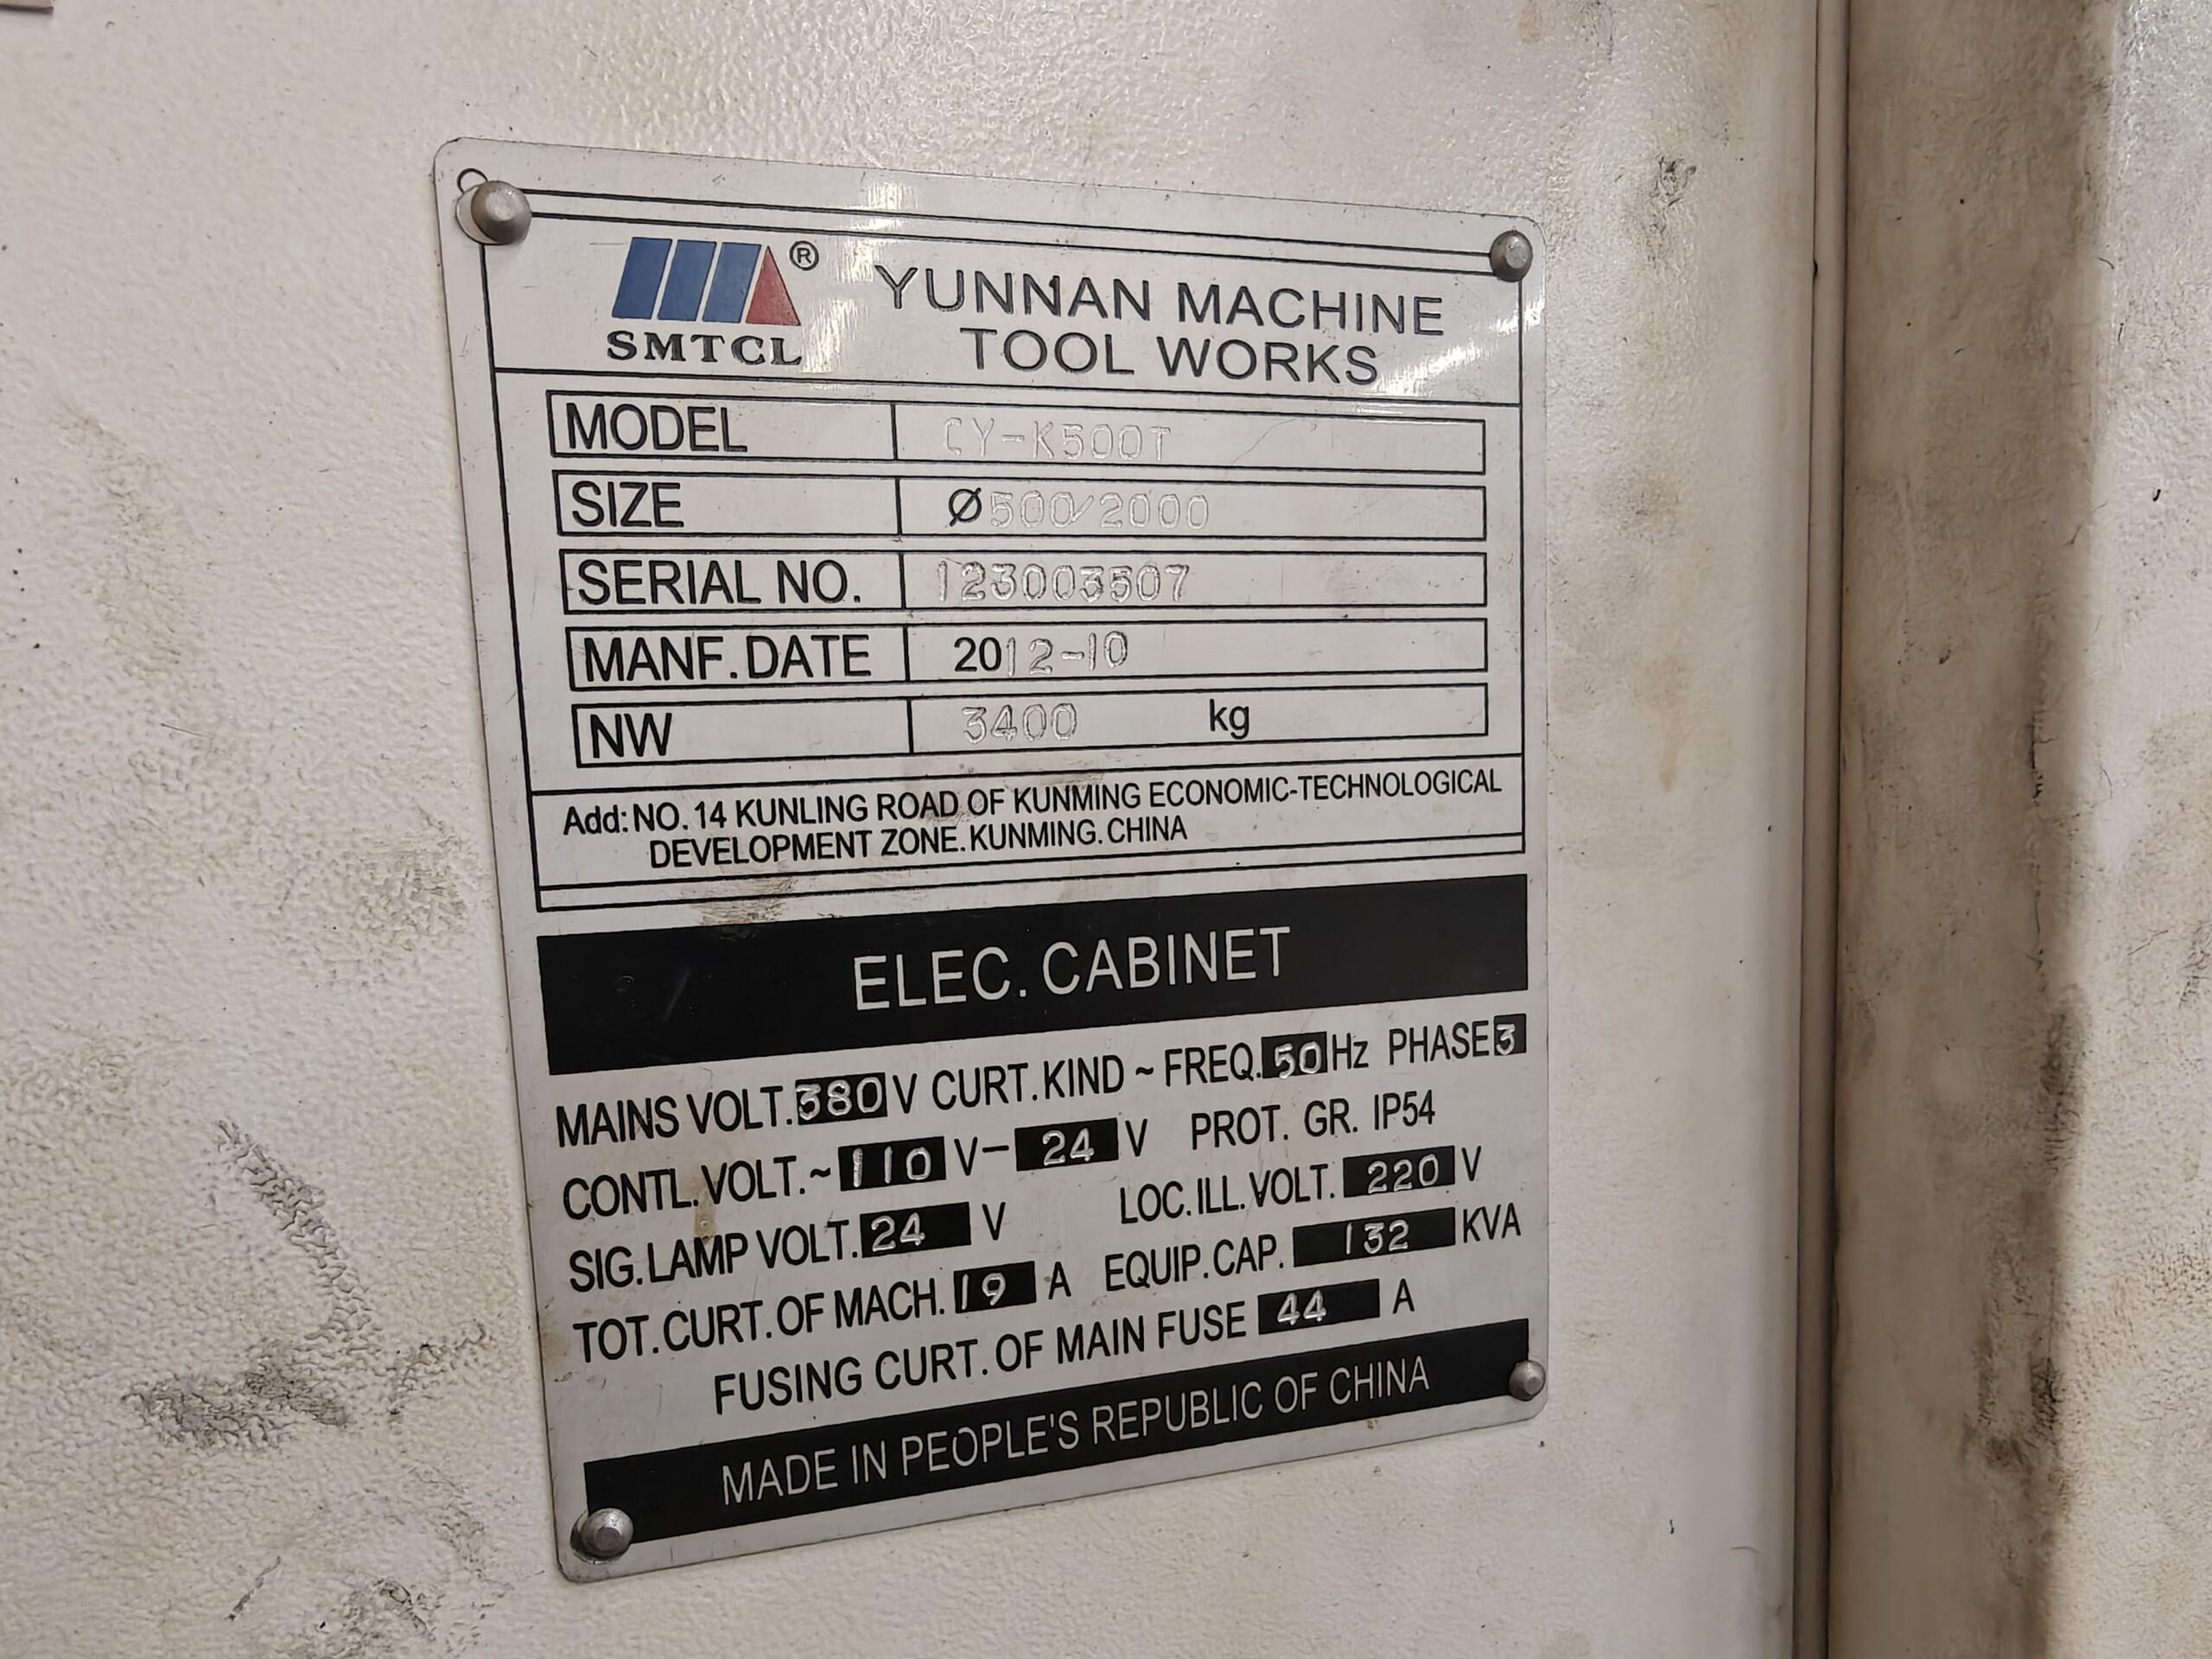 SMTCL ®
YUNNAN MACHINE
TOOL WORKS
MODEL CY-K500T
SIZE Ø500/2000
SERIAL NO. 123003507
MANF. DATE 2012-10
NW 3400 kg
Add: NO. 14 KUNLING ROAD OF KUNMING ECONOMIC-TECHNOLOGICAL
DEVELOPMENT ZONE. KUNMING. CHINA
ELEC. CABINET
MAINS VOLT. 380 V CURT. KIND ~ FREQ. 50 Hz PHASE 3
CONTL. VOLT. ~ 110 V — 24 V PROT. GR. IP54
SIG. LAMP VOLT. 24 V LOC. ILL. VOLT. 220 V
TOT. CURT. OF MACH. 19 A EQUIP. CAP. 132 KVA
FUSING CURT. OF MAIN FUSE 44 A
MADE IN PEOPLE'S REPUBLIC OF CHINA